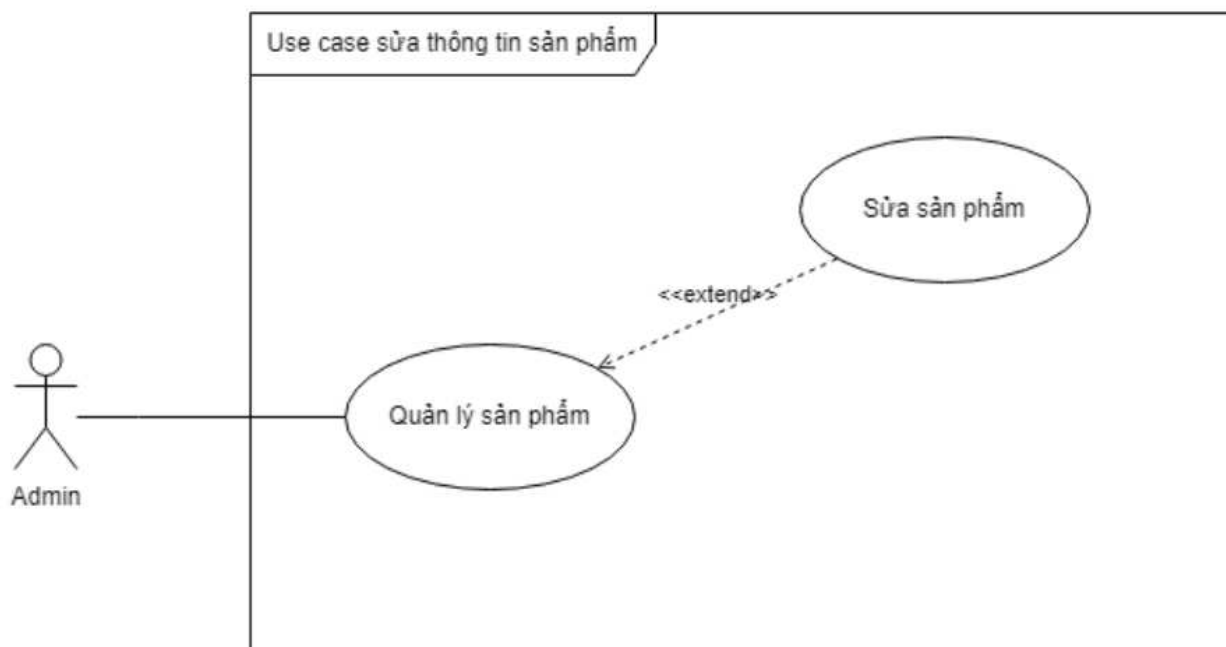 Use case sửa thông tin sản phẩm
Sửa sản phẩm
<<extend>>
Quản lý sản phẩm
Admin